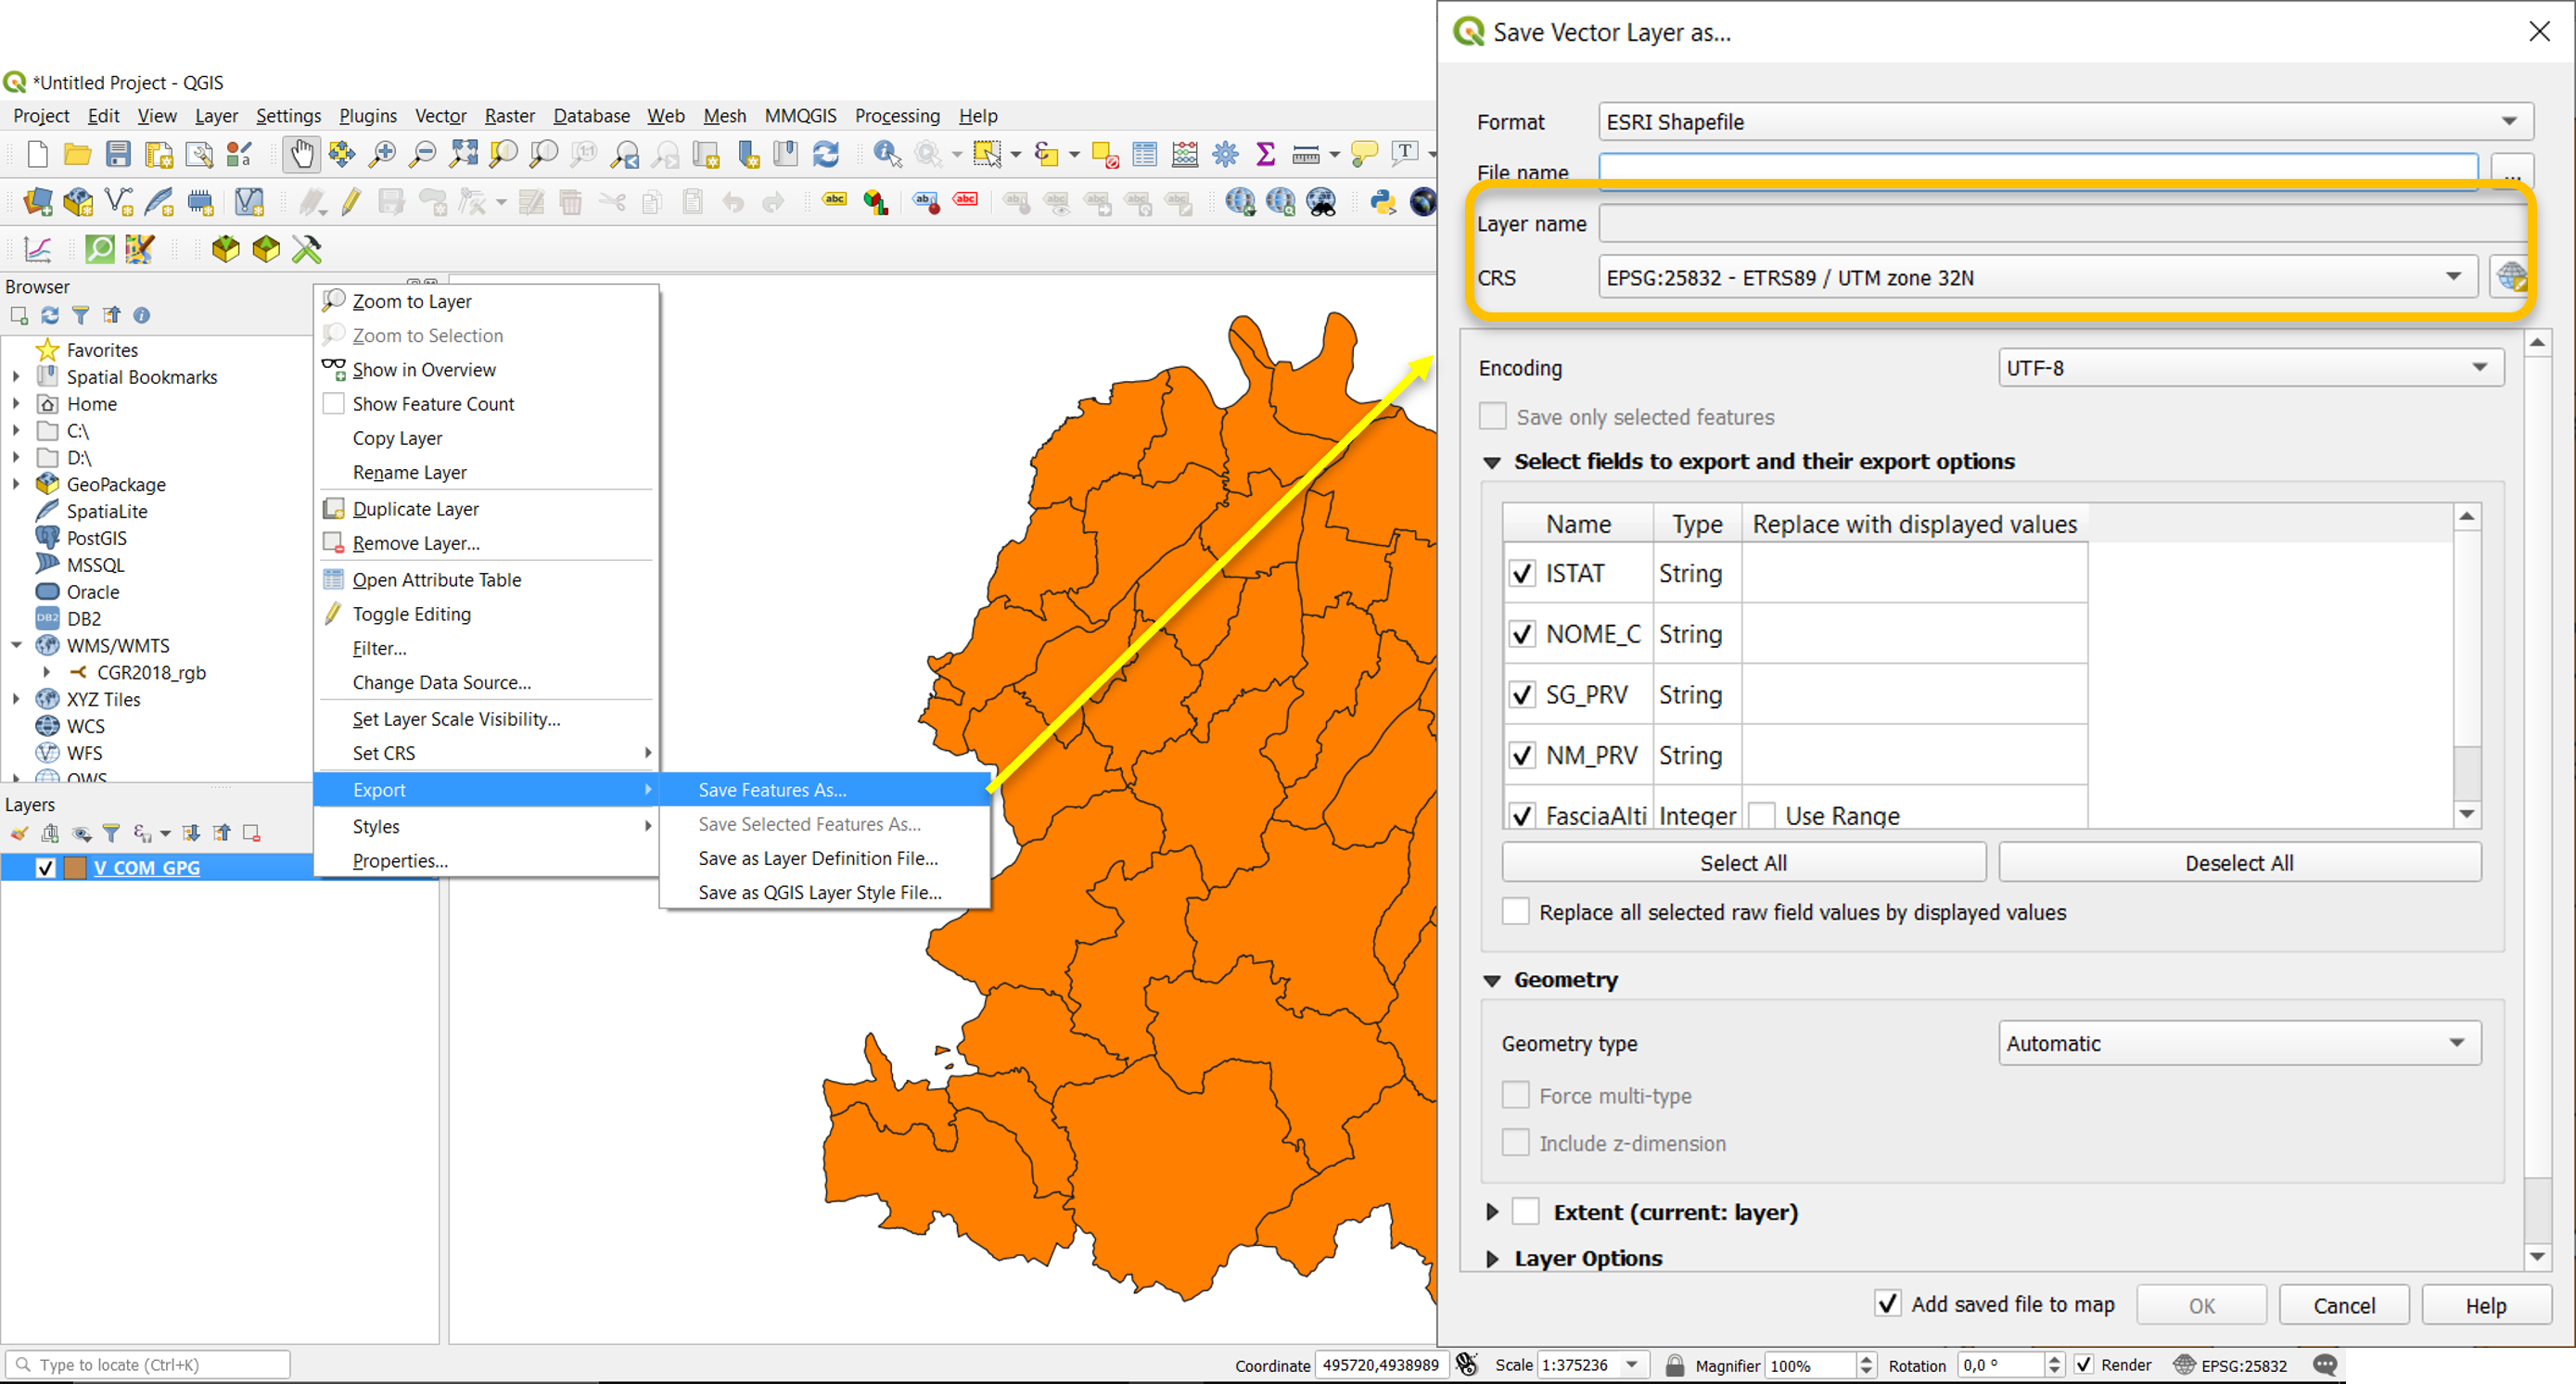 *Untitled Project - QGIS
Project Edit View Layer Settings Plugins Vector Raster Database Web Mesh MMQGIS Processing Help
Browser
Favorites
Spatial Bookmarks
Home
C:\
D:\
GeoPackage
SpatiaLite
PostGIS
MSSQL
Oracle
DB2
WMS/WMTS
CGR2018_rgb
XYZ Tiles
WCS
WFS
OWS
Layers
V_COM_GPG
Zoom to Layer
Zoom to Selection
Show in Overview
Show Feature Count
Copy Layer
Rename Layer
Duplicate Layer
Remove Layer...
Open Attribute Table
Toggle Editing
Filter...
Change Data Source...
Set Layer Scale Visibility...
Set CRS
Export
Styles
Properties...
Save Features As...
Save Selected Features As...
Save as Layer Definition File...
Save as QGIS Layer Style File...
Save Vector Layer as...
Format ESRI Shapefile
File name ...
Layer name
CRS EPSG:25832 - ETRS89 / UTM zone 32N
Encoding UTF-8
Save only selected features
Select fields to export and their export options
Name Type Replace with displayed values
ISTAT String
NOME_C String
SG_PRV String
NM_PRV String
FasciaAlti Integer Use Range
Select All Deselect All
Replace all selected raw field values by displayed values
Geometry
Geometry type Automatic
Force multi-type
Include z-dimension
Extent (current: layer)
Layer Options
Add saved file to map OK Cancel Help
Type to locate (Ctrl+K) Coordinate 495720,4938989 Scale 1:375236 Magnifier 100% Rotation 0,0 ° Render EPSG:25832